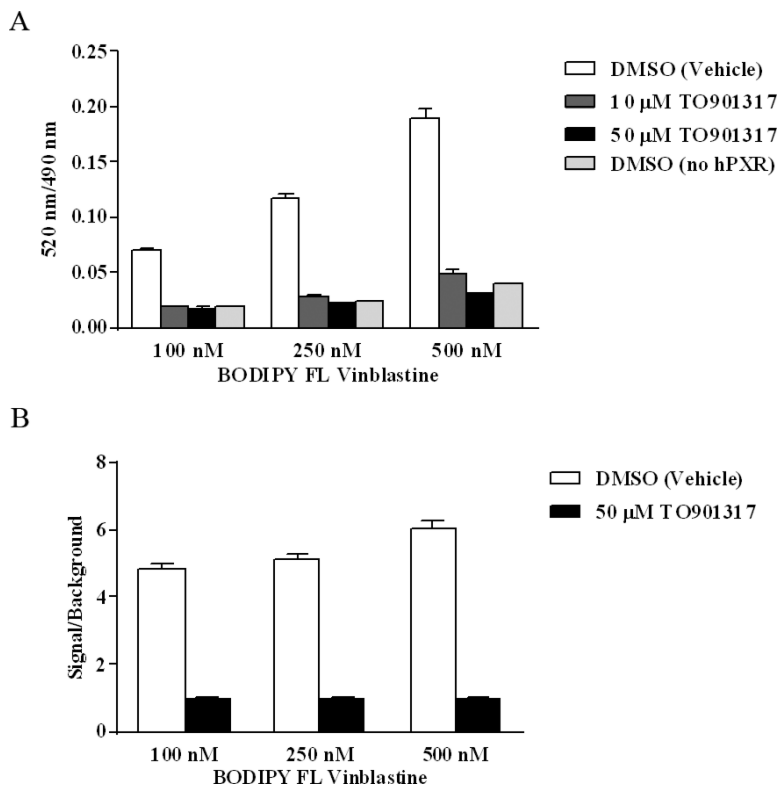 A
0.25
0.20
0.15
0.10
0.05
0.00
520 nm/490 nm
100 nM 250 nM 500 nM
BODIPY FL Vinblastine
DMSO (Vehicle)
10 µM TO901317
50 µM TO901317
DMSO (no hPXR)
B
8
6
4
2
0
Signal/Background
100 nM 250 nM 500 nM
BODIPY FL Vinblastine
DMSO (Vehicle)
50 µM TO901317